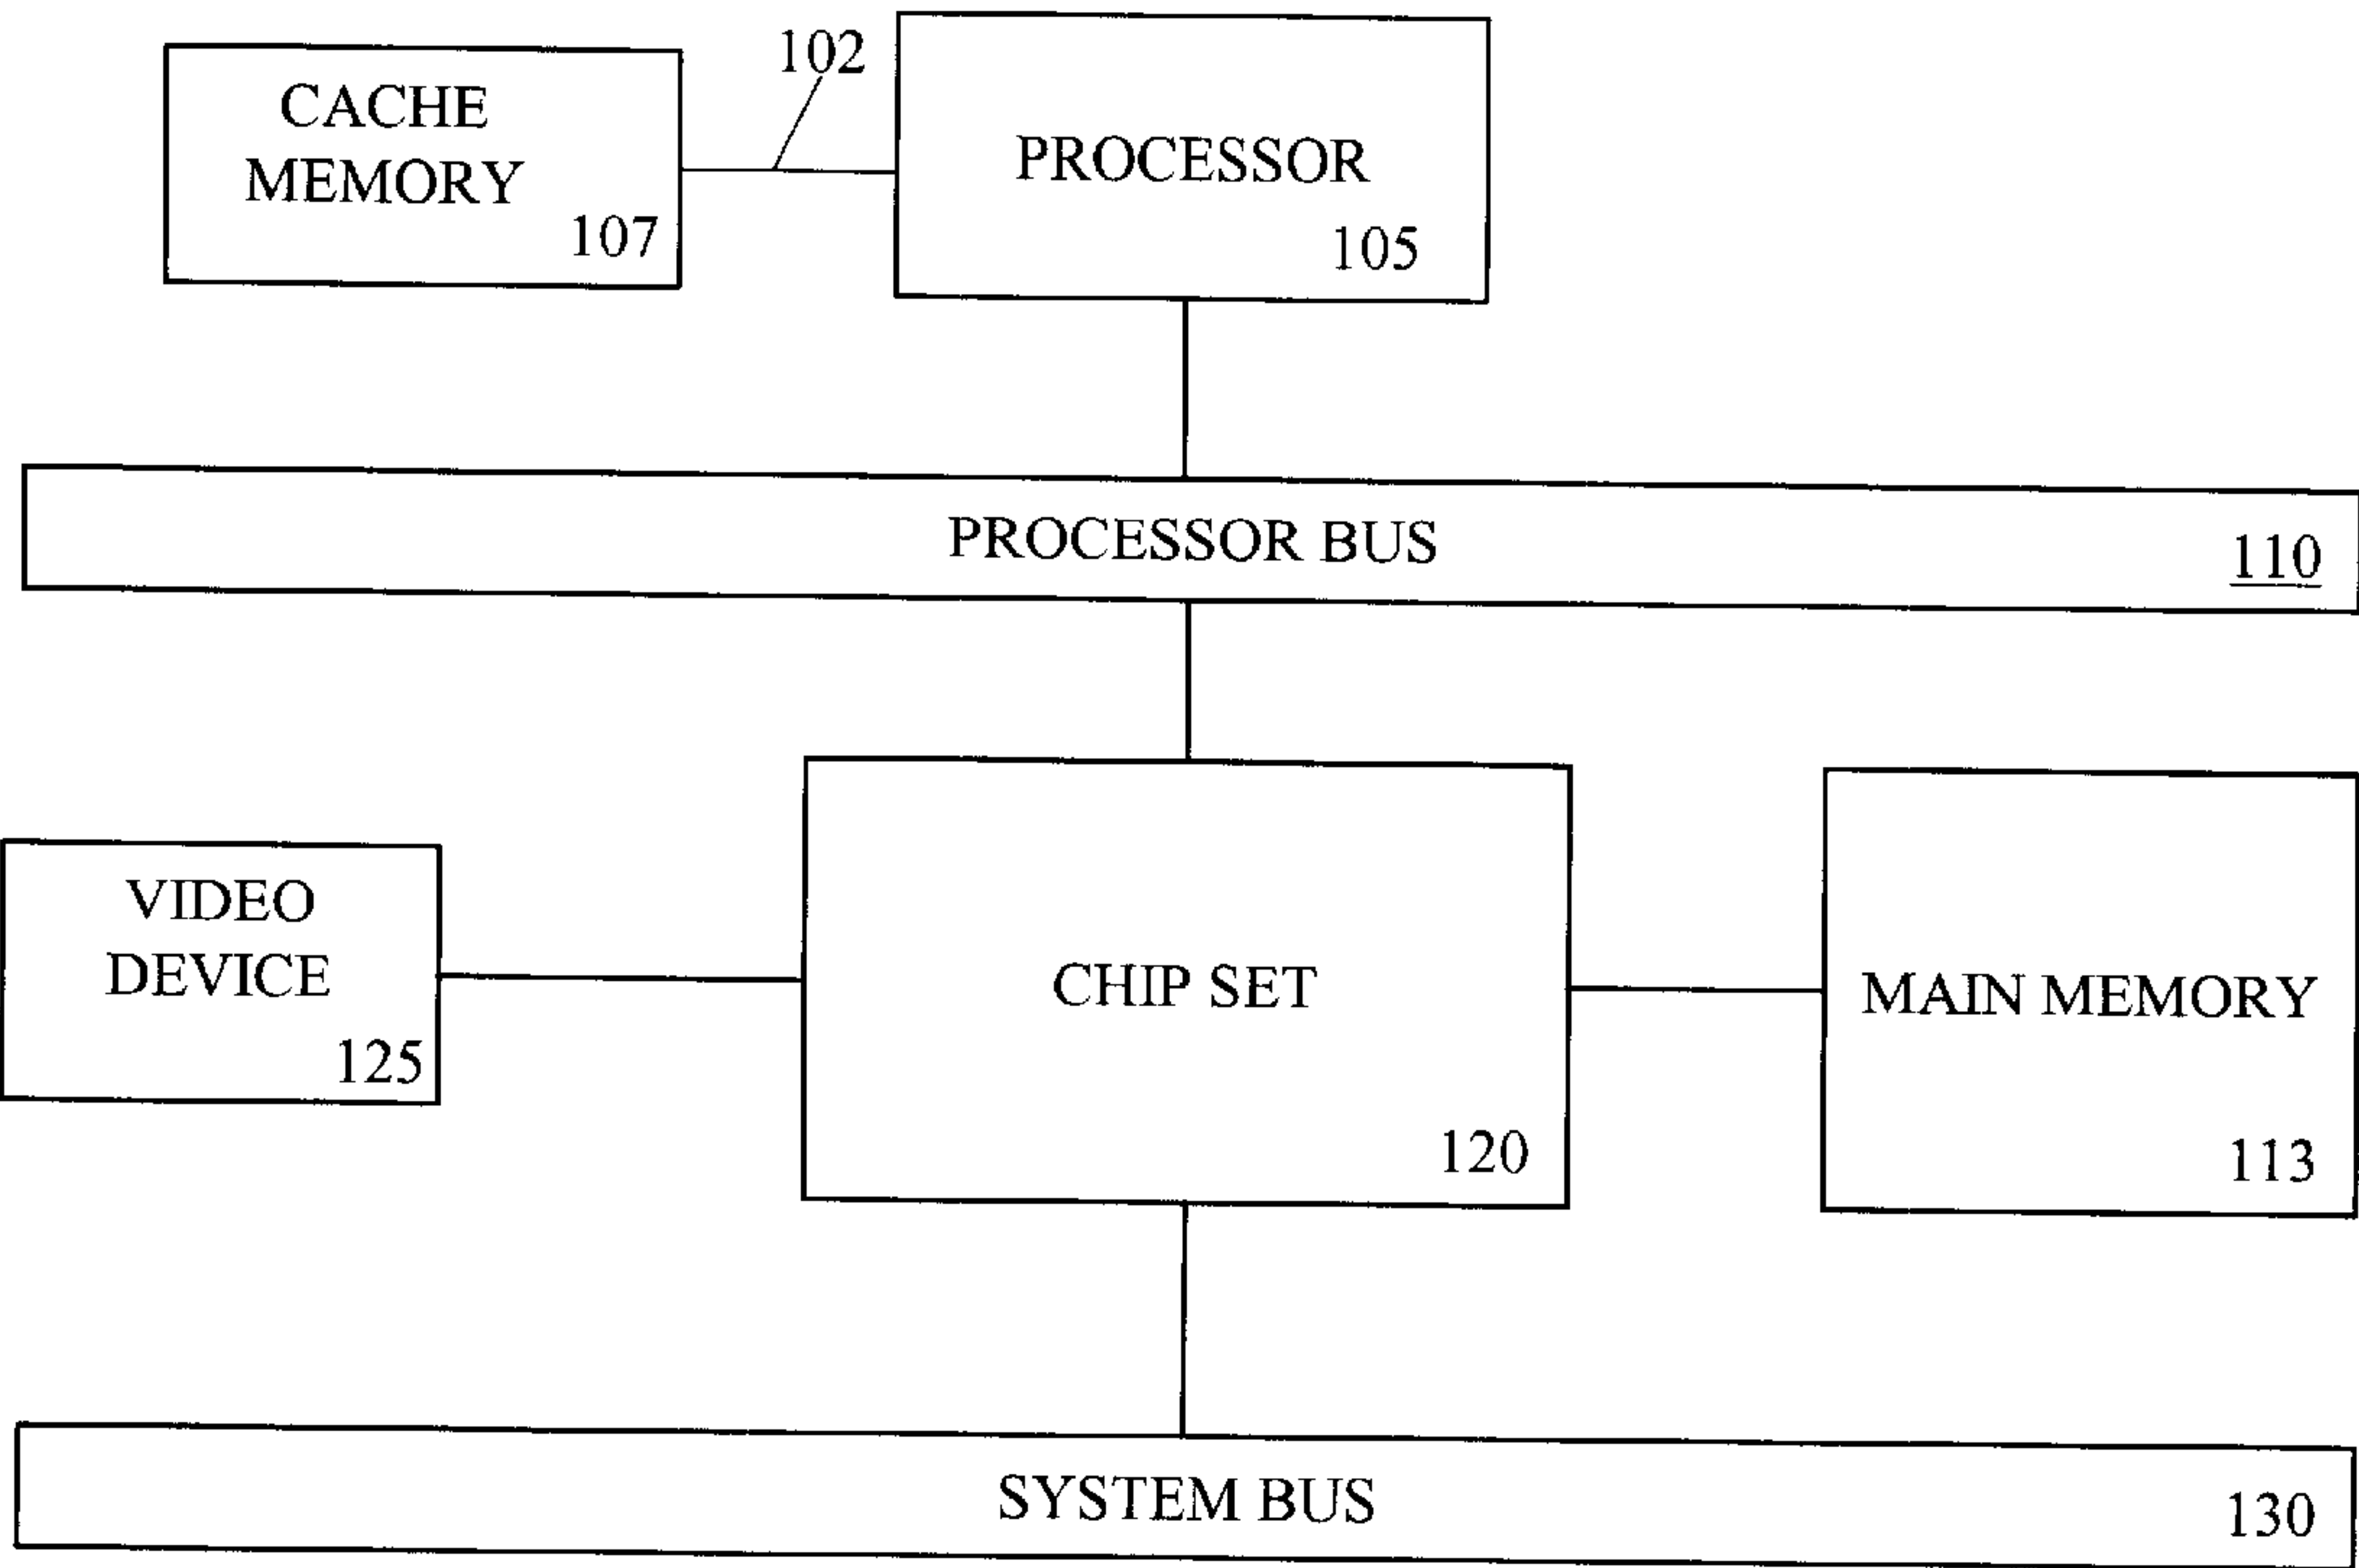 102
CACHE
MEMORY
107
PROCESSOR
105
PROCESSOR BUS
110
VIDEO
DEVICE
125
CHIP SET
120
MAIN MEMORY
113
SYSTEM BUS
130